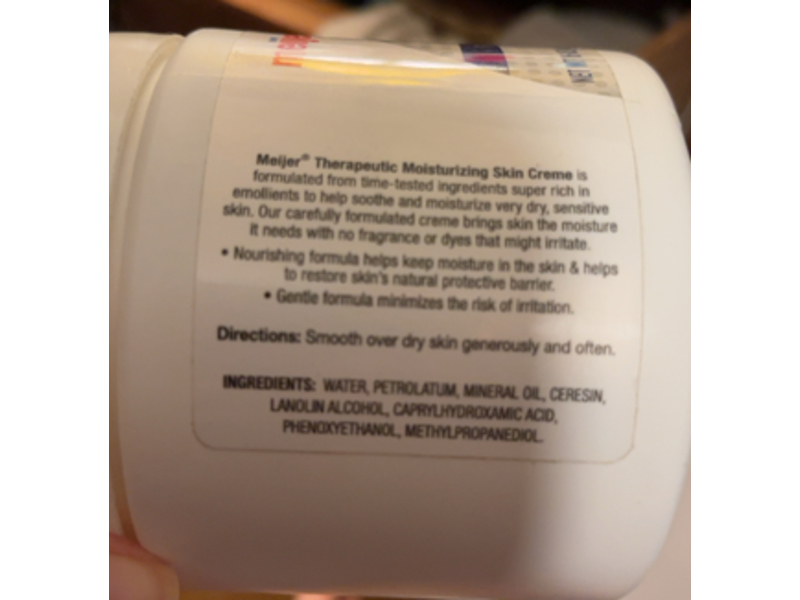 meijer
NET WT
Meijer® Therapeutic Moisturizing Skin Creme is
formulated from time-tested ingredients super rich in
emollients to help soothe and moisturize very dry, sensitive
skin. Our carefully formulated creme brings skin the moisture
it needs with no fragrance or dyes that might irritate.
• Nourishing formula helps keep moisture in the skin & helps
to restore skin's natural protective barrier.
• Gentle formula minimizes the risk of irritation.
Directions: Smooth over dry skin generously and often.
INGREDIENTS: WATER, PETROLATUM, MINERAL OIL, CERESIN,
LANOLIN ALCOHOL, CAPRYLHYDROXAMIC ACID,
PHENOXYETHANOL, METHYLPROPANEDIOL.